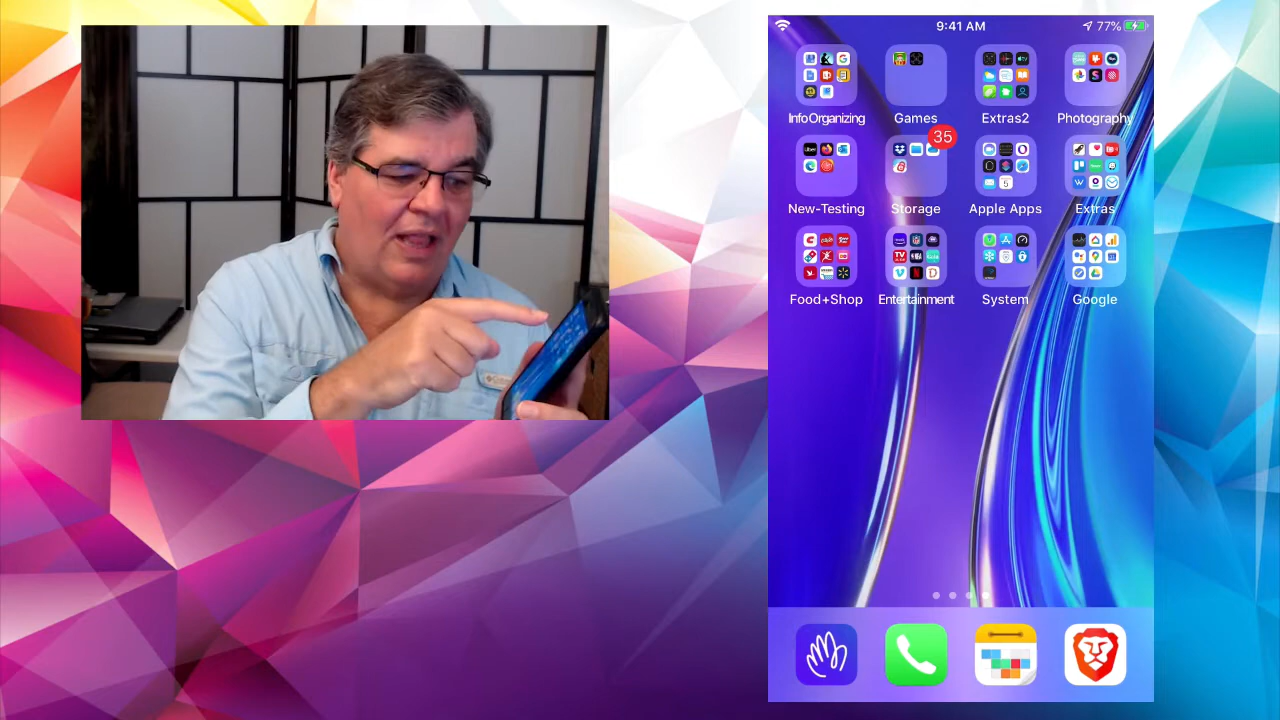 9:41 AM
77%
InfoOrganizing
Games
Extras2
Photography
35
New-Testing
Storage
Apple Apps
Extras
Food+Shop
Entertainment
System
Google